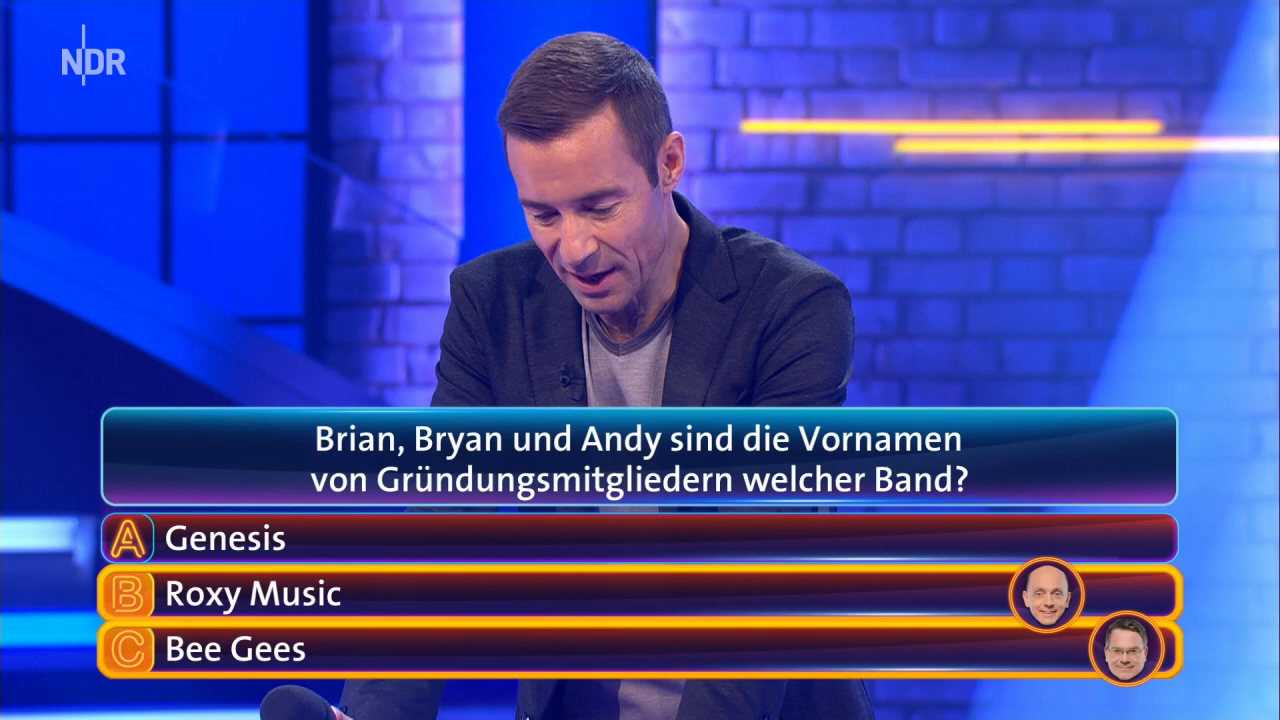 NDR
Brian, Bryan und Andy sind die Vornamen
von Gründungsmitgliedern welcher Band?
A Genesis
B Roxy Music
C Bee Gees